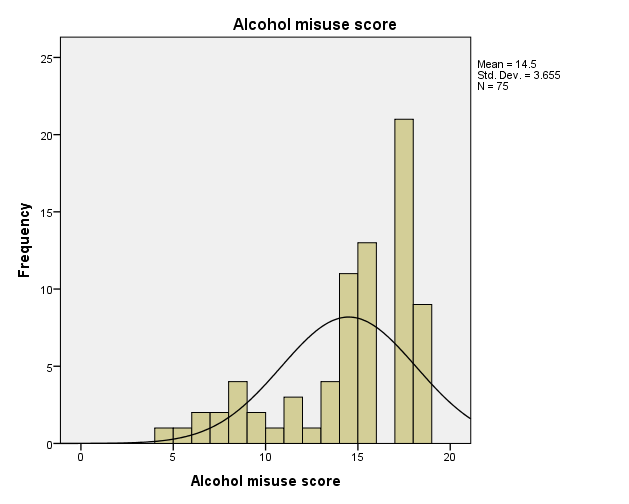 Alcohol misuse score
Mean = 14.5
Std. Dev. = 3.655
N = 75
Frequency
25
20
15
10
5
0
0 5 10 15 20
Alcohol misuse score